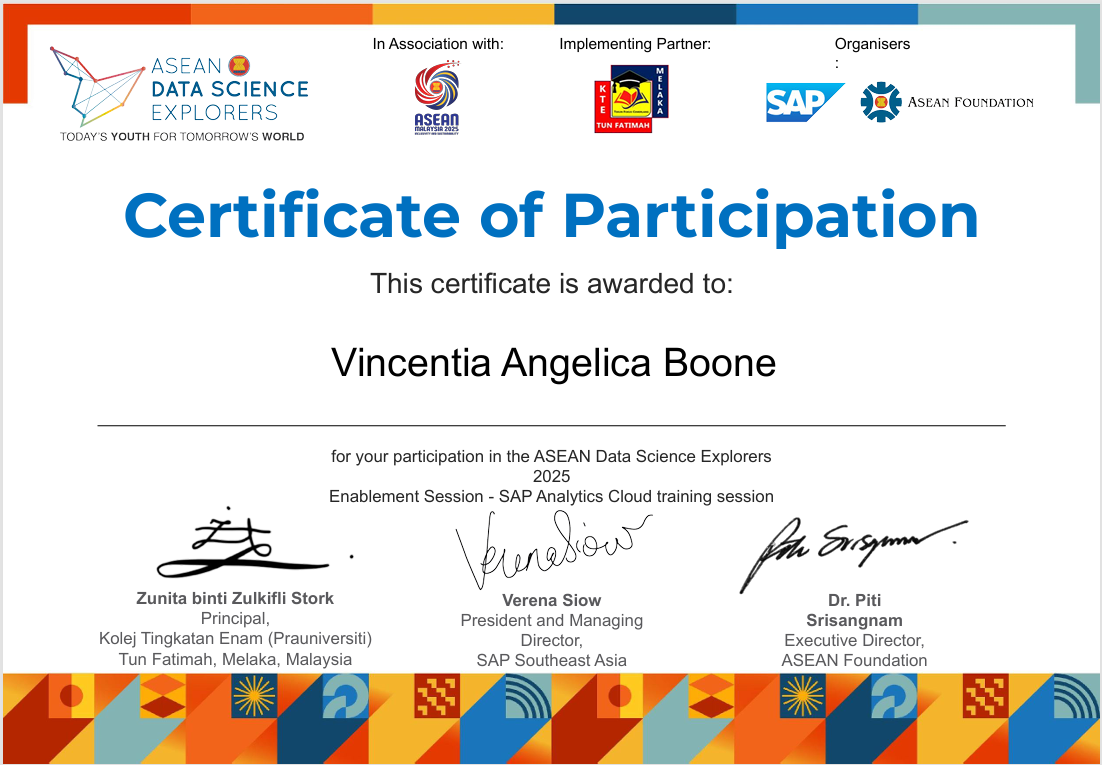 ASEAN
DATA SCIENCE
EXPLORERS
TODAY'S YOUTH FOR TOMORROW'S WORLD
In Association with:
ASEAN
MALAYSIA 2025
INCLUSIVITY AND SUSTAINABILITY
Implementing Partner:
KTE
MELAKA
TUN FATIMAH
Organisers
:
SAP
ASEAN FOUNDATION
Certificate of Participation
This certificate is awarded to:
Vincentia Angelica Boone
for your participation in the ASEAN Data Science Explorers
2025
Enablement Session - SAP Analytics Cloud training session
Verena Siow
Zunita binti Zulkifli Stork
Principal,
Kolej Tingkatan Enam (Prauniversiti)
Tun Fatimah, Melaka, Malaysia
Verena Siow
President and Managing
Director,
SAP Southeast Asia
Dr. Piti
Srisangnam
Executive Director,
ASEAN Foundation